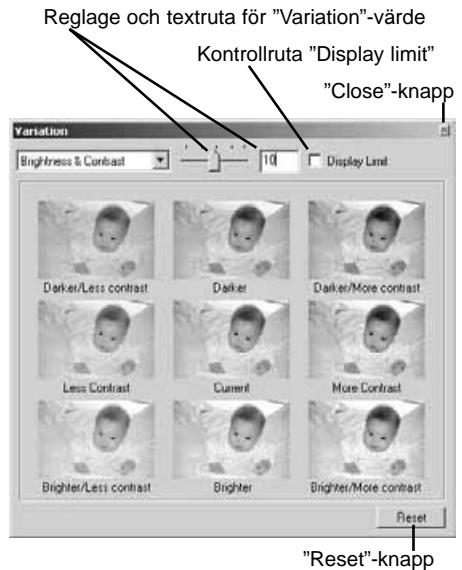 Reglage och textruta för ”Variation”-värde
Kontrollruta ”Display limit”
”Close”-knapp
Variation
Brightness & Contrast
10
Display Limit
Darker/Less contrast
Darker
Darker/More contrast
Less Contrast
Current
More Contrast
Brighter/Less contrast
Brighter
Brighter/More contrast
Reset
”Reset”-knapp